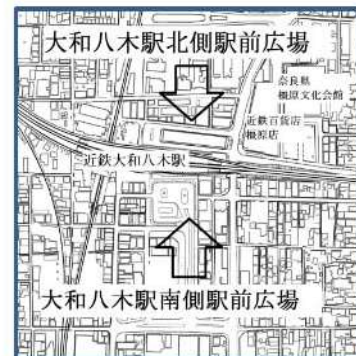 大和八木駅北側駅前広場
奈良県
橿原文化会館
近鉄百貨店
橿原店
近鉄大和八木駅
大和八木駅南側駅前広場